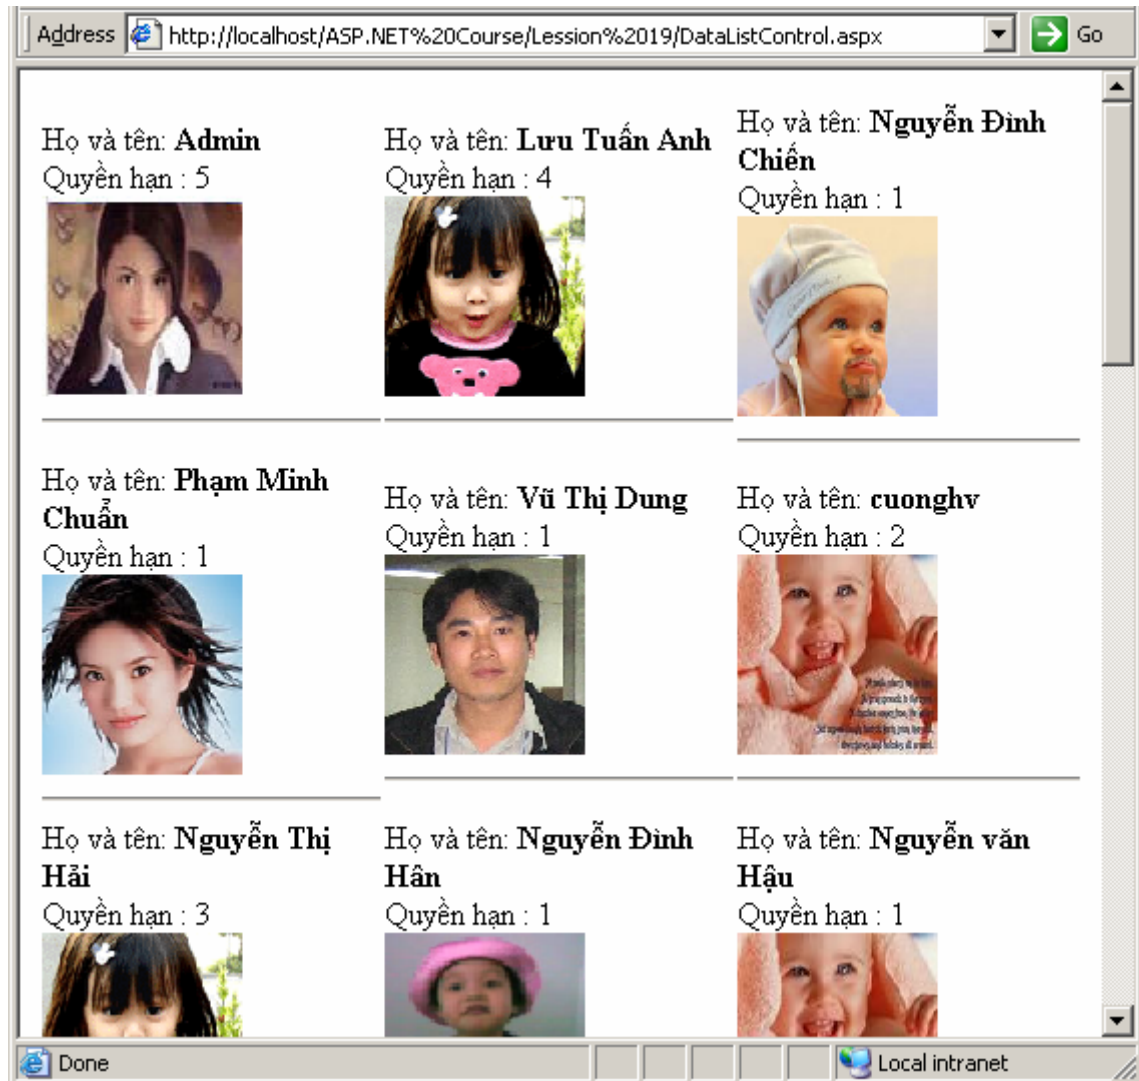 Address http://localhost/ASP.NET%20Course/Lession%2019/DataListControl.aspx Go
Họ và tên: Admin
Quyền hạn : 5
Họ và tên: Lưu Tuấn Anh
Quyền hạn : 4
Họ và tên: Nguyễn Đình
Chiến
Quyền hạn : 1
Họ và tên: Phạm Minh
Chuẩn
Quyền hạn : 1
Họ và tên: Vũ Thị Dung
Quyền hạn : 1
Họ và tên: cuonghv
Quyền hạn : 2
Họ và tên: Nguyễn Thị
Hải
Quyền hạn : 3
Họ và tên: Nguyễn Đình
Hân
Quyền hạn : 1
Họ và tên: Nguyễn văn
Hậu
Quyền hạn : 1
Done
Local intranet